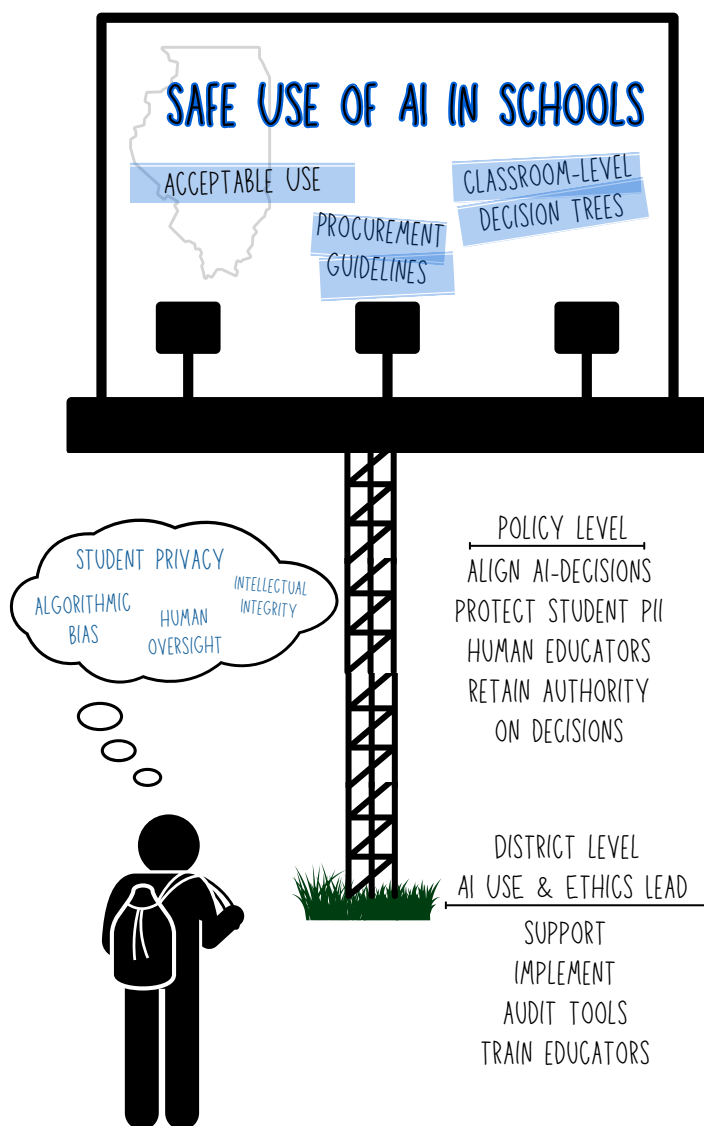 SAFE USE OF AI IN SCHOOLS
ACCEPTABLE USE
CLASSROOM-LEVEL
DECISION TREES
PROCUREMENT
GUIDELINES
STUDENT PRIVACY
ALGORITHMIC
BIAS
HUMAN
OVERSIGHT
INTELLECTUAL
INTEGRITY
POLICY LEVEL
ALIGN AI-DECISIONS
PROTECT STUDENT PII
HUMAN EDUCATORS
RETAIN AUTHORITY
ON DECISIONS
DISTRICT LEVEL
AI USE & ETHICS LEAD
SUPPORT
IMPLEMENT
AUDIT TOOLS
TRAIN EDUCATORS